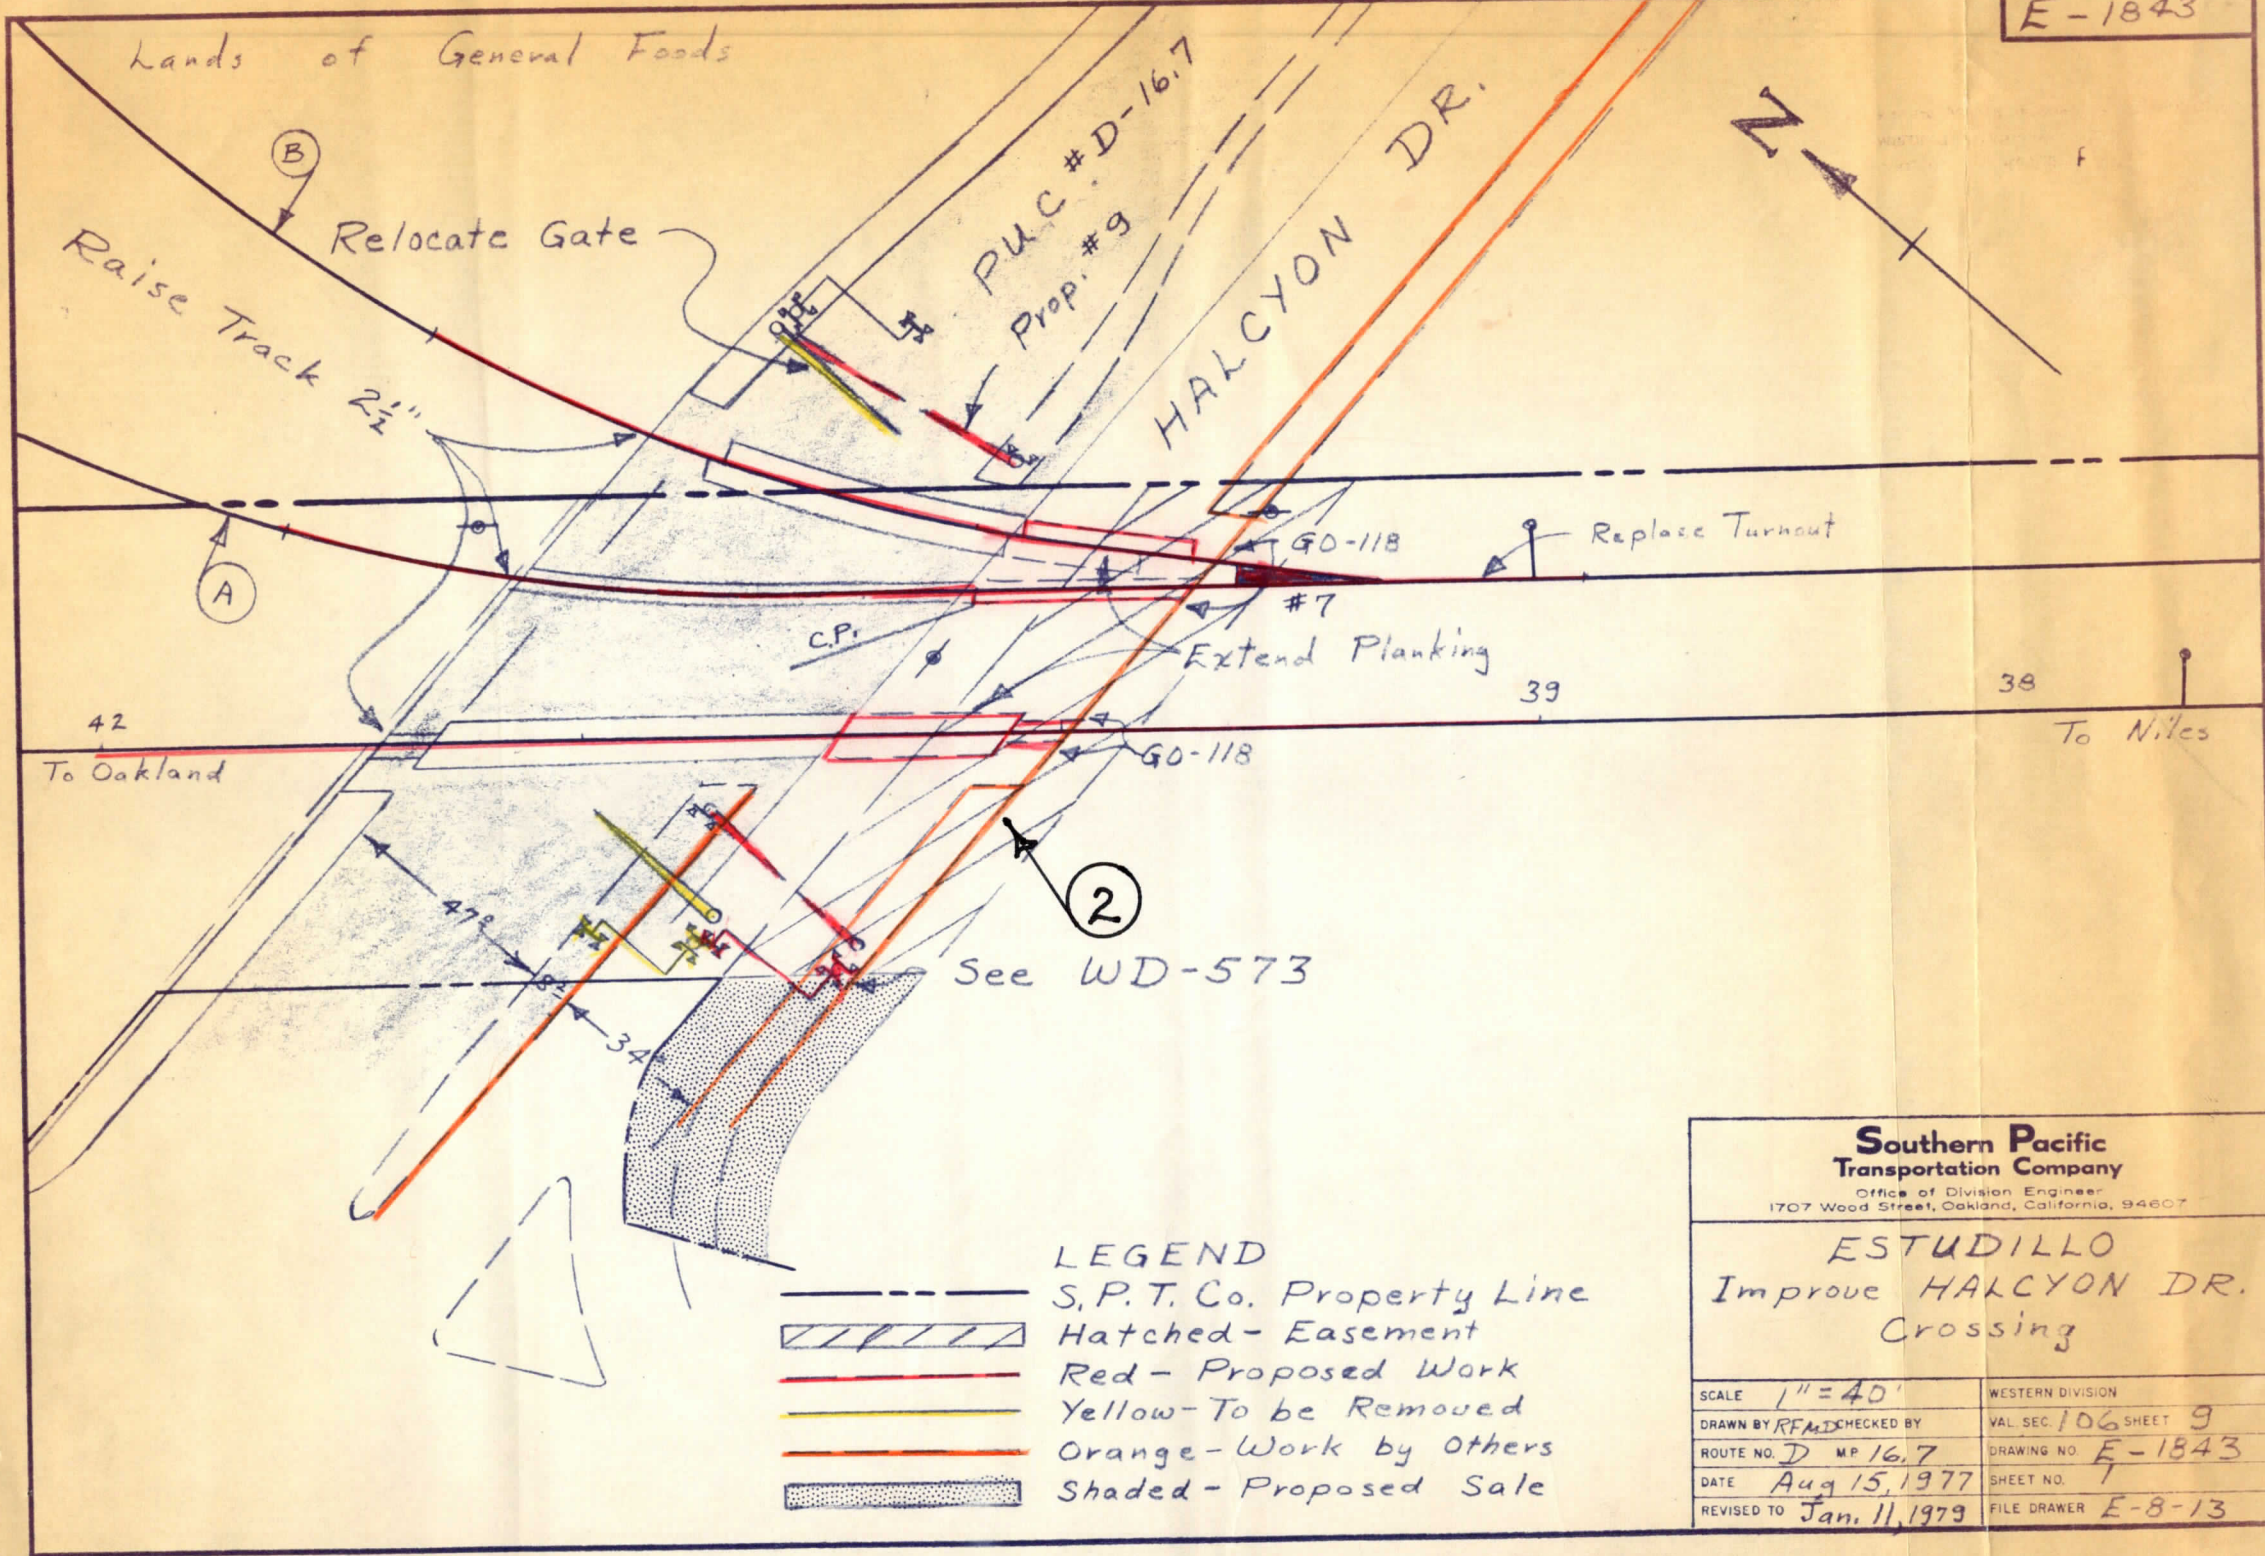 E-1843
Lands of General Foods
B
Relocate Gate
Raise Track 2½"
P.U.C. #D-16.7
Prop. #9
HALCYON DR.
N
A
GO-118
Replace Turnout
#7
C.P.
Extend Planking
42
39
38
To Oakland
To Niles
GO-118
2
47°
8½
34°
See WD-573
LEGEND
S.P.T. Co. Property Line
Hatched - Easement
Red - Proposed Work
Yellow - To be Removed
Orange - Work by Others
Shaded - Proposed Sale
Southern Pacific
Transportation Company
Office of Division Engineer
1707 Wood Street, Oakland, California, 94607
ESTUDILLO
Improve HALCYON DR.
Crossing
SCALE 1"=40'
WESTERN DIVISION
DRAWN BY RFMD CHECKED BY
VAL. SEC. 106 SHEET 9
ROUTE NO. D MP 16.7
DRAWING NO. E-1843
DATE Aug 15, 1977
SHEET NO. 1
REVISED TO Jan. 11, 1979
FILE DRAWER E-8-13